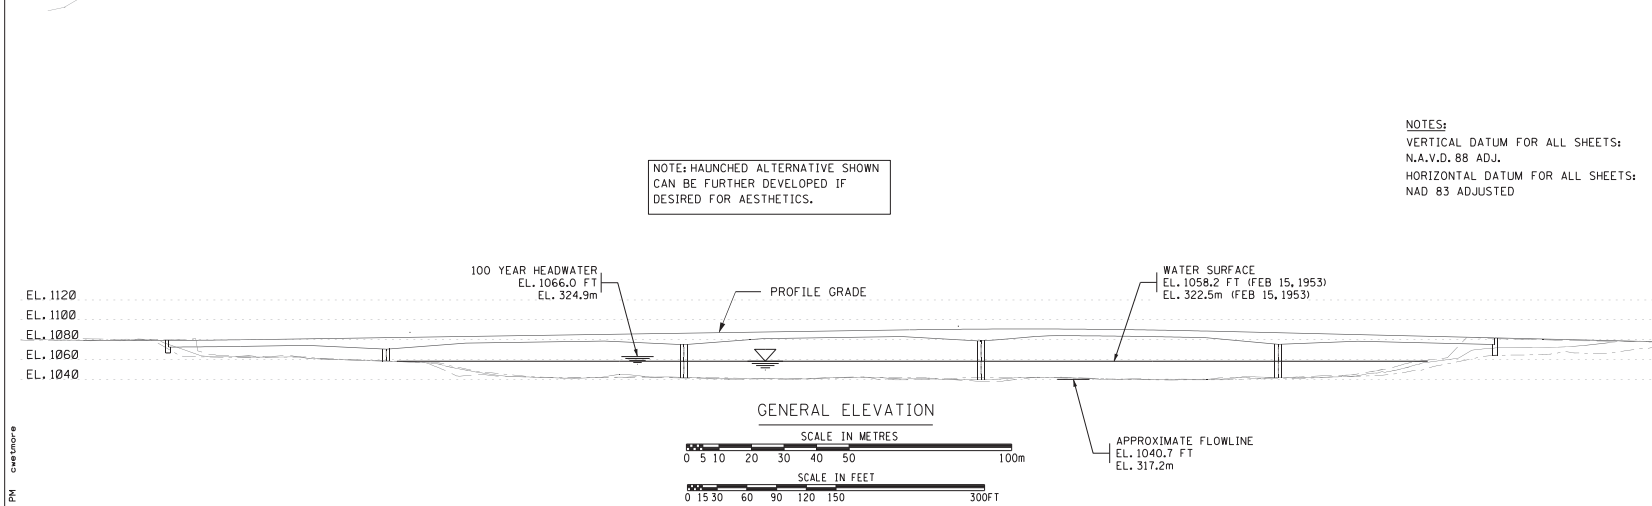 NOTES:
VERTICAL DATUM FOR ALL SHEETS:
N.A.V.D. 88 ADJ.
HORIZONTAL DATUM FOR ALL SHEETS:
NAD 83 ADJUSTED
NOTE: HAUNCHED ALTERNATIVE SHOWN
CAN BE FURTHER DEVELOPED IF
DESIRED FOR AESTHETICS.
100 YEAR HEADWATER
EL. 1066.0 FT
EL. 324.9m
PROFILE GRADE
WATER SURFACE
EL. 1058.2 FT (FEB 15, 1953)
EL. 322.5m (FEB 15, 1953)
EL. 1120
EL. 1100
EL. 1080
EL. 1060
EL. 1040
GENERAL ELEVATION
SCALE IN METRES
0 5 10 20 30 40 50 100m
SCALE IN FEET
0 15 30 60 90 120 150 300FT
APPROXIMATE FLOWLINE
EL. 1040.7 FT
EL. 317.2m
PM cwetmore